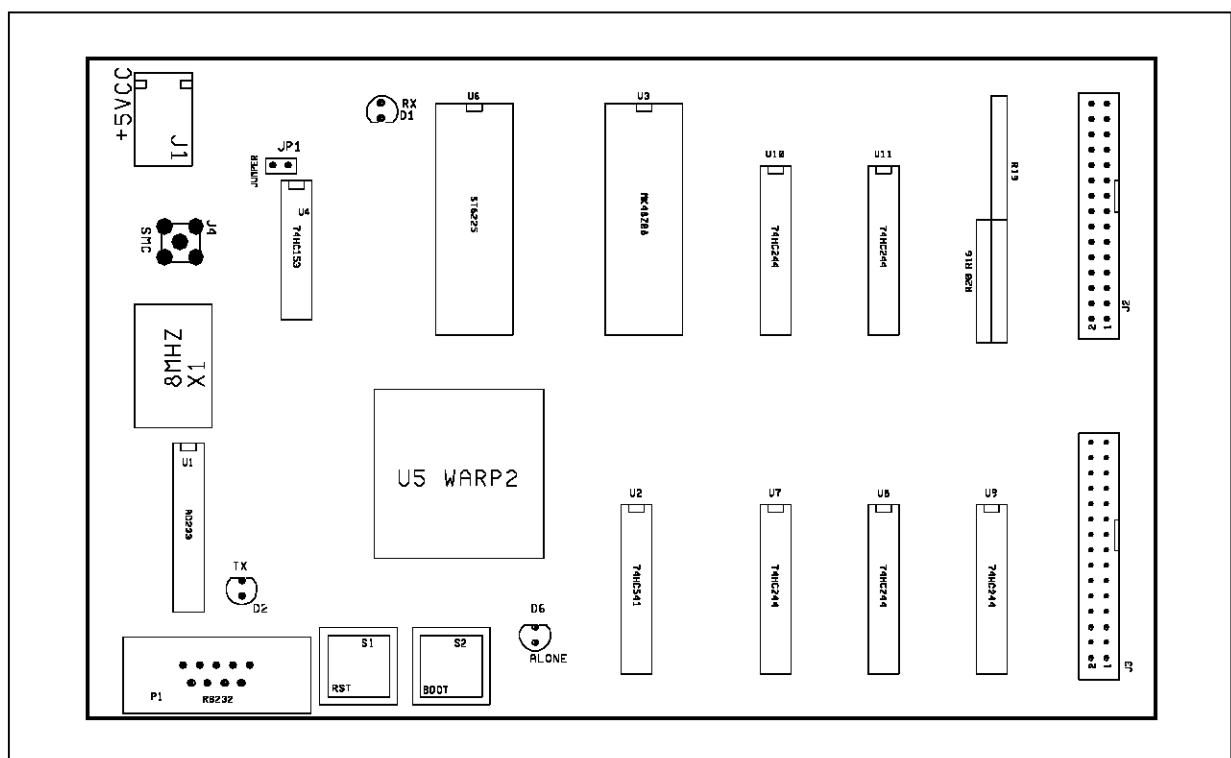 +5VCC
J1
RX
D1
U6
ST6225
U3
JP1
JUMPER
U4
74HC153
U10
74HC244
U11
74HC244
R19
R20 R16
J2
2 1
J4
SMC
8MHZ
X1
U1
U5 WARP2
TX
D2
U2
74HC541
U7
74HC244
U8
74HC244
U9
74HC244
J3
2 1
D6
ALONE
S1
RST
S2
BOOT
P1
RS232